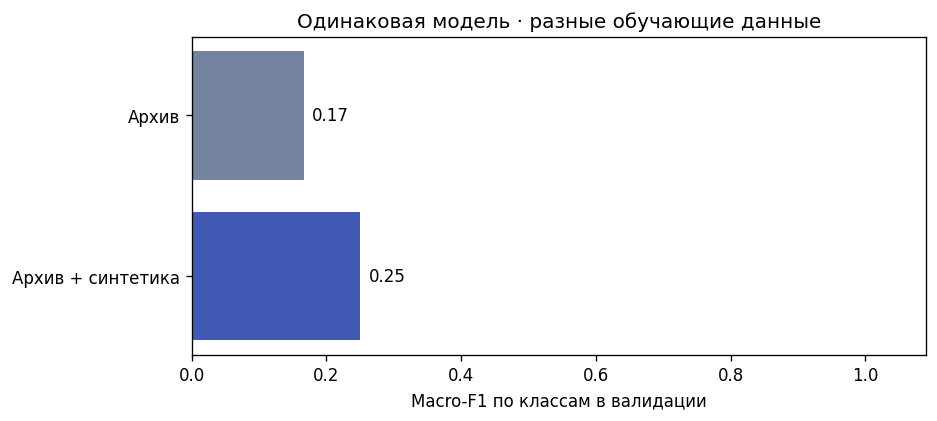 Одинаковая модель · разные обучающие данные
Архив
0.17
Архив + синтетика
0.25
0.0 0.2 0.4 0.6 0.8 1.0
Macro-F1 по классам в валидации